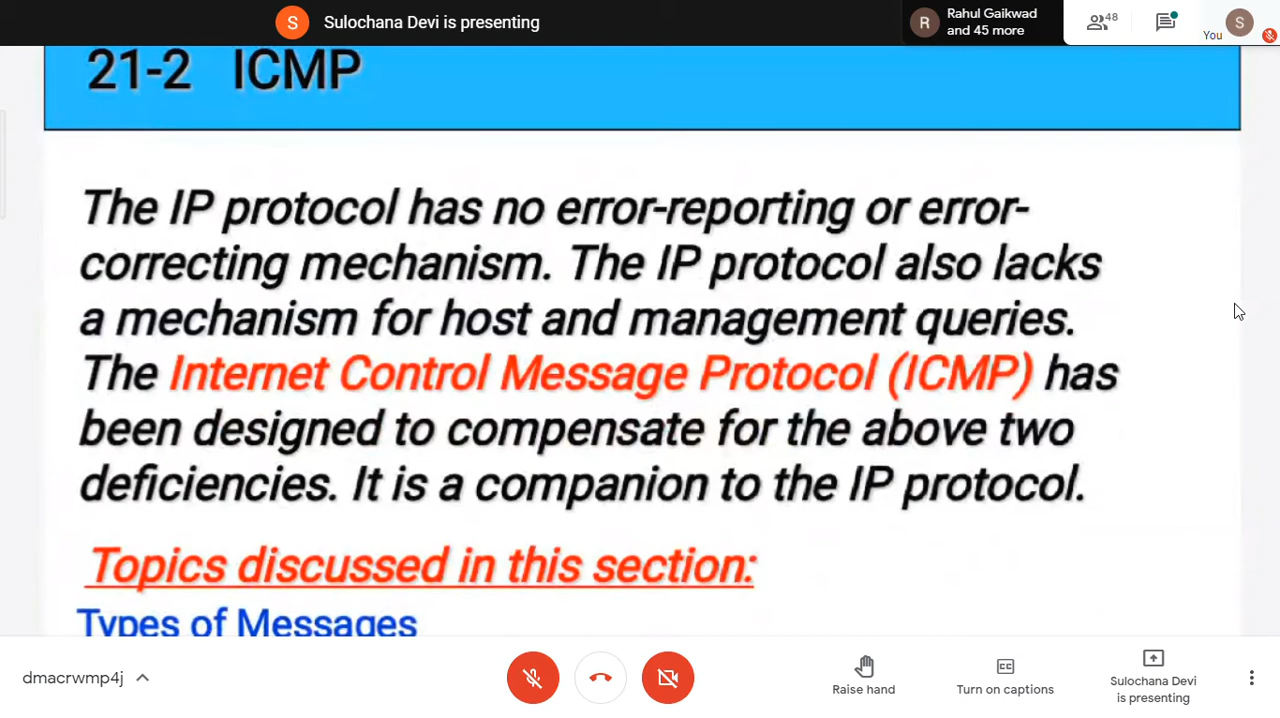 S
Sulochana Devi is presenting
R
Rahul Gaikwad
and 45 more
48
You
S
21-2 ICMP
The IP protocol has no error-reporting or error-
correcting mechanism. The IP protocol also lacks
a mechanism for host and management queries.
The Internet Control Message Protocol (ICMP) has
been designed to compensate for the above two
deficiencies. It is a companion to the IP protocol.
Topics discussed in this section:
Types of Messages
dmacrwmp4j
Raise hand
CC
Turn on captions
Sulochana Devi
is presenting